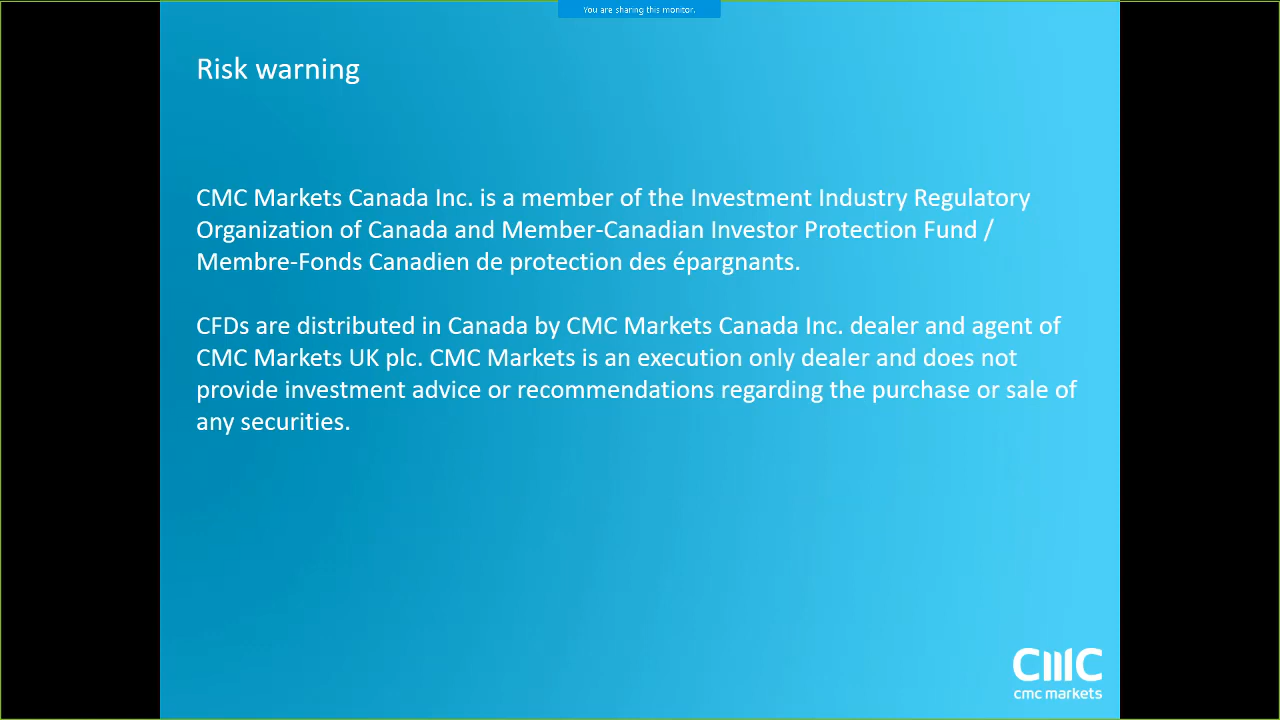 You are sharing this monitor.
Risk warning
CMC Markets Canada Inc. is a member of the Investment Industry Regulatory
Organization of Canada and Member-Canadian Investor Protection Fund /
Membre-Fonds Canadien de protection des épargnants.
CFDs are distributed in Canada by CMC Markets Canada Inc. dealer and agent of
CMC Markets UK plc. CMC Markets is an execution only dealer and does not
provide investment advice or recommendations regarding the purchase or sale of
any securities.
CMC
cmc markets